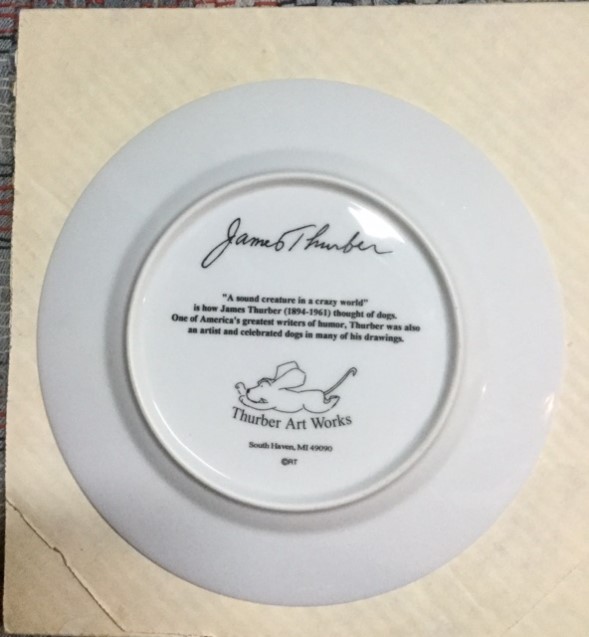 James Thurber
"A sound creature in a crazy world"
is how James Thurber (1894-1961) thought of dogs.
One of America's greatest writers of humor, Thurber was also
an artist and celebrated dogs in many of his drawings.
Thurber Art Works
South Haven, MI 49090
©RT